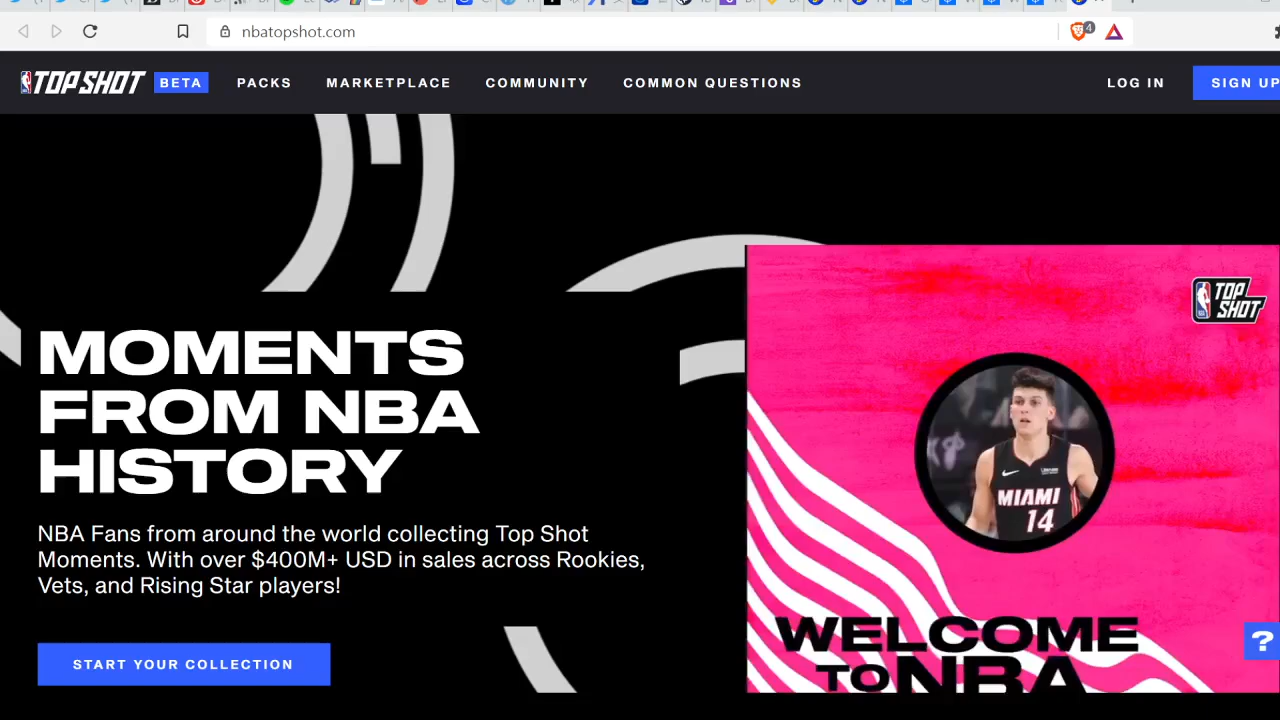 nbatopshot.com
4
TOP SHOT BETA PACKS MARKETPLACE COMMUNITY COMMON QUESTIONS LOG IN SIGN UP
TOP
SHOT
MOMENTS
FROM NBA
HISTORY
MIAMI
14
NBA Fans from around the world collecting Top Shot
Moments. With over $400M+ USD in sales across Rookies,
Vets, and Rising Star players!
WELCOME
TO NBA
START YOUR COLLECTION
?